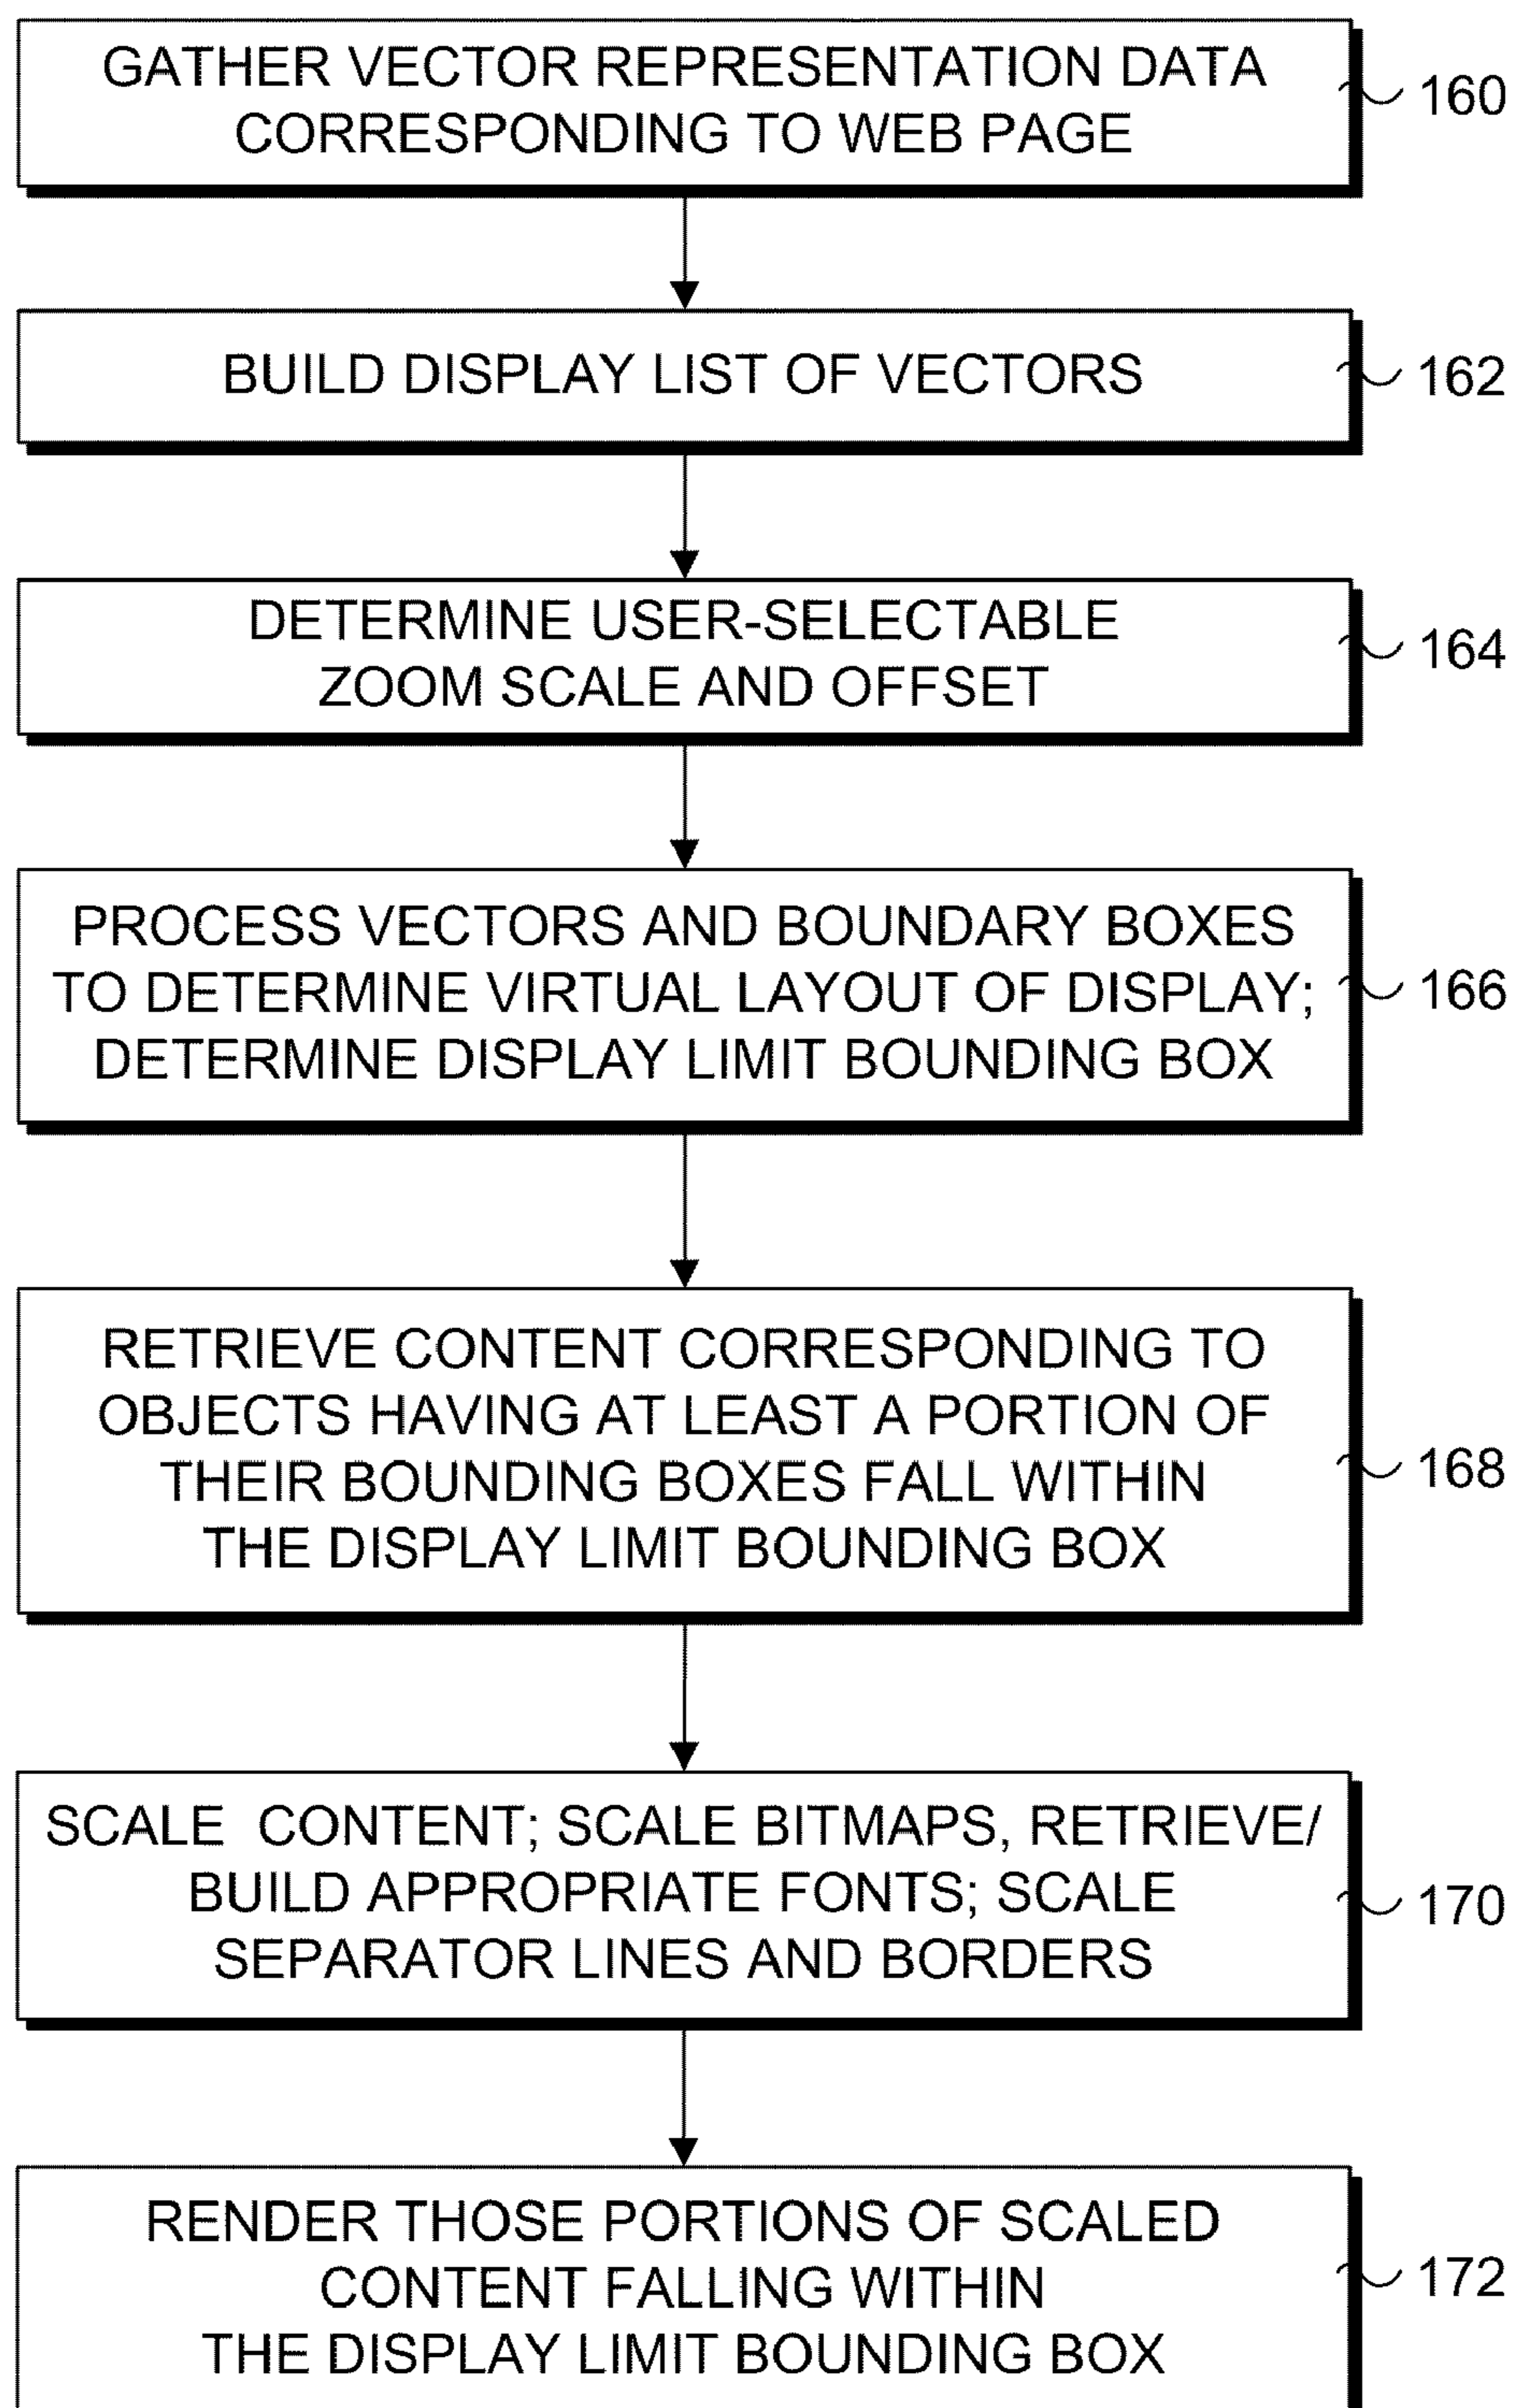 GATHER VECTOR REPRESENTATION DATA
CORRESPONDING TO WEB PAGE
160
BUILD DISPLAY LIST OF VECTORS
162
DETERMINE USER-SELECTABLE
ZOOM SCALE AND OFFSET
164
PROCESS VECTORS AND BOUNDARY BOXES
TO DETERMINE VIRTUAL LAYOUT OF DISPLAY;
DETERMINE DISPLAY LIMIT BOUNDING BOX
166
RETRIEVE CONTENT CORRESPONDING TO
OBJECTS HAVING AT LEAST A PORTION OF
THEIR BOUNDING BOXES FALL WITHIN
THE DISPLAY LIMIT BOUNDING BOX
168
SCALE CONTENT; SCALE BITMAPS, RETRIEVE/
BUILD APPROPRIATE FONTS; SCALE
SEPARATOR LINES AND BORDERS
170
RENDER THOSE PORTIONS OF SCALED
CONTENT FALLING WITHIN
THE DISPLAY LIMIT BOUNDING BOX
172